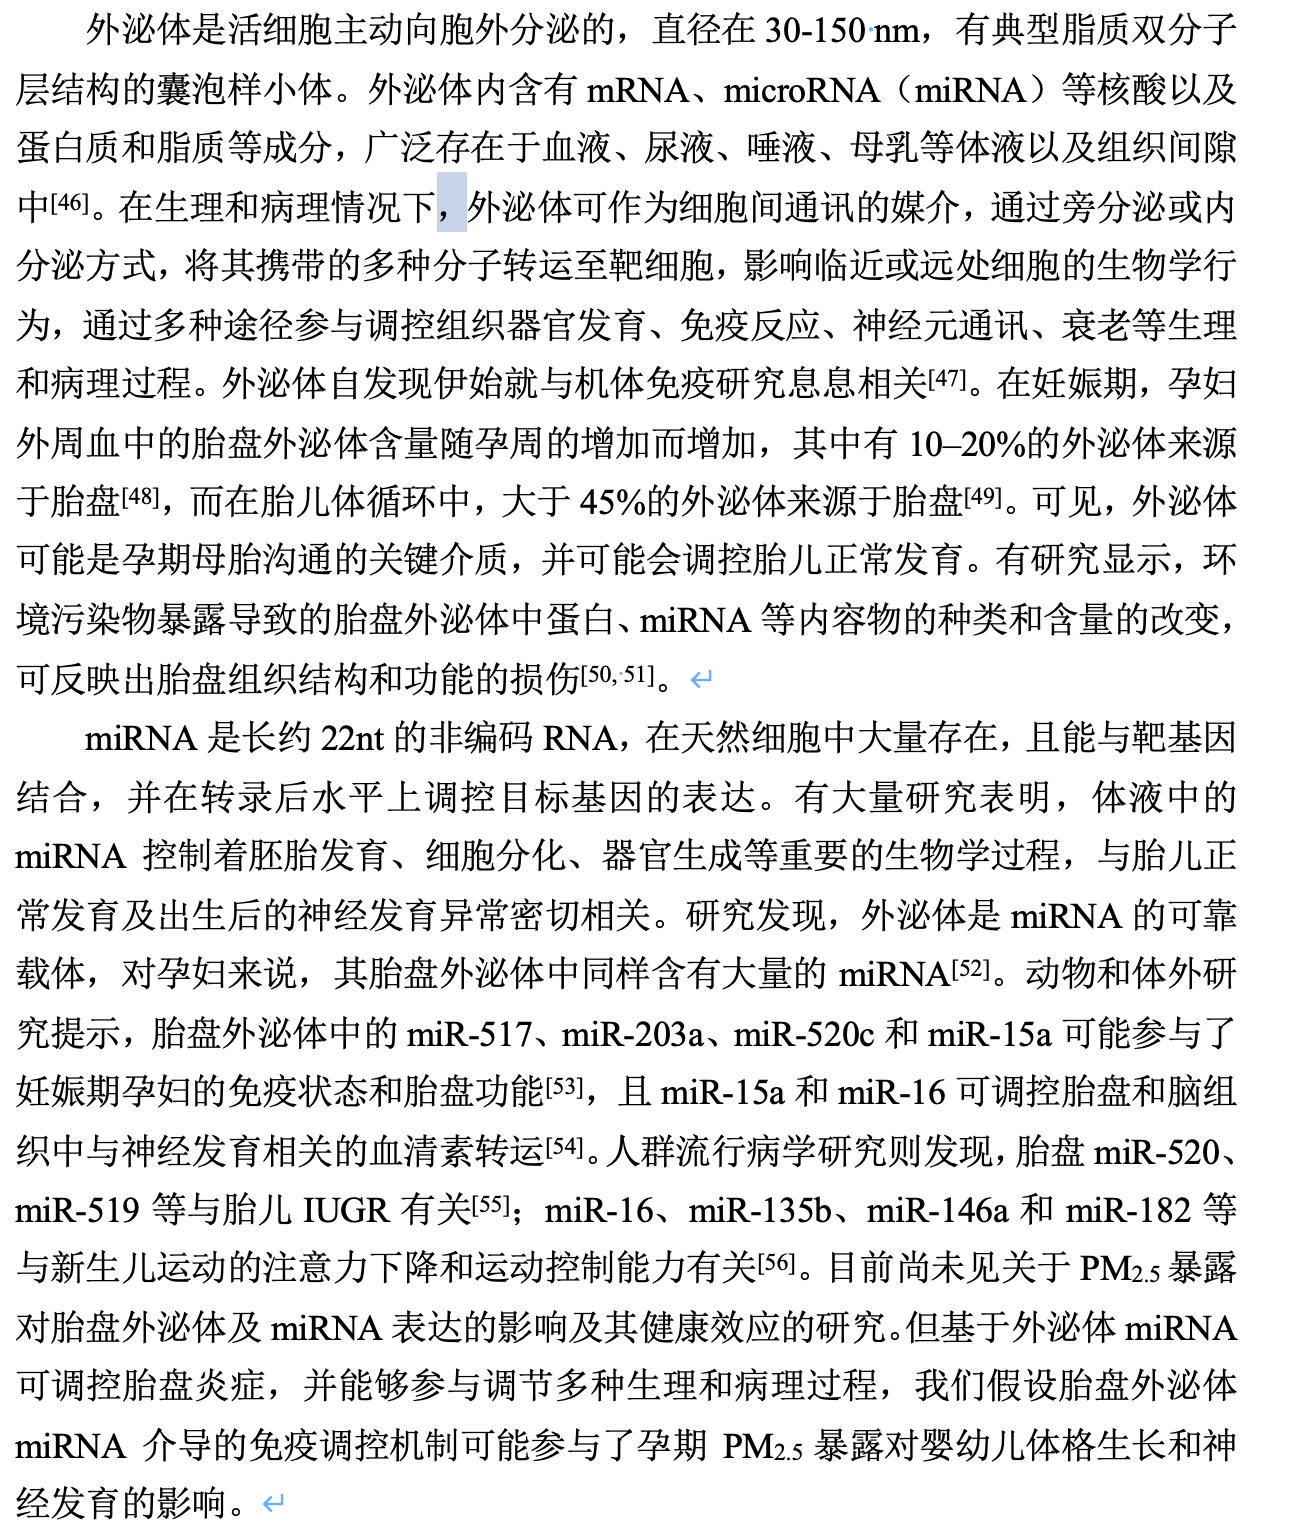 外泌体是活细胞主动向胞外分泌的，直径在 30-150 nm，有典型脂质双分子
层结构的囊泡样小体。外泌体内含有 mRNA、microRNA（miRNA）等核酸以及
蛋白质和脂质等成分，广泛存在于血液、尿液、唾液、母乳等体液以及组织间隙
中[46]。在生理和病理情况下，外泌体可作为细胞间通讯的媒介，通过旁分泌或内
分泌方式，将其携带的多种分子转运至靶细胞，影响临近或远处细胞的生物学行
为，通过多种途径参与调控组织器官发育、免疫反应、神经元通讯、衰老等生理
和病理过程。外泌体自发现伊始就与机体免疫研究息息相关[47]。在妊娠期，孕妇
外周血中的胎盘外泌体含量随孕周的增加而增加，其中有 10–20%的外泌体来源
于胎盘[48]，而在胎儿体循环中，大于 45%的外泌体来源于胎盘[49]。可见，外泌体
可能是孕期母胎沟通的关键介质，并可能会调控胎儿正常发育。有研究显示，环
境污染物暴露导致的胎盘外泌体中蛋白、miRNA 等内容物的种类和含量的改变，
可反映出胎盘组织结构和功能的损伤[50, 51]。
miRNA 是长约 22nt 的非编码 RNA，在天然细胞中大量存在，且能与靶基因
结合，并在转录后水平上调控目标基因的表达。有大量研究表明，体液中的
miRNA 控制着胚胎发育、细胞分化、器官生成等重要的生物学过程，与胎儿正
常发育及出生后的神经发育异常密切相关。研究发现，外泌体是 miRNA 的可靠
载体，对孕妇来说，其胎盘外泌体中同样含有大量的 miRNA[52]。动物和体外研
究提示，胎盘外泌体中的 miR-517、miR-203a、miR-520c 和 miR-15a 可能参与了
妊娠期孕妇的免疫状态和胎盘功能[53]，且 miR-15a 和 miR-16 可调控胎盘和脑组
织中与神经发育相关的血清素转运[54]。人群流行病学研究则发现，胎盘 miR-520、
miR-519 等与胎儿 IUGR 有关[55]；miR-16、miR-135b、miR-146a 和 miR-182 等
与新生儿运动的注意力下降和运动控制能力有关[56]。目前尚未见关于 PM2.5 暴露
对胎盘外泌体及 miRNA 表达的影响及其健康效应的研究。但基于外泌体 miRNA
可调控胎盘炎症，并能够参与调节多种生理和病理过程，我们假设胎盘外泌体
miRNA 介导的免疫调控机制可能参与了孕期 PM2.5 暴露对婴幼儿体格生长和神
经发育的影响。